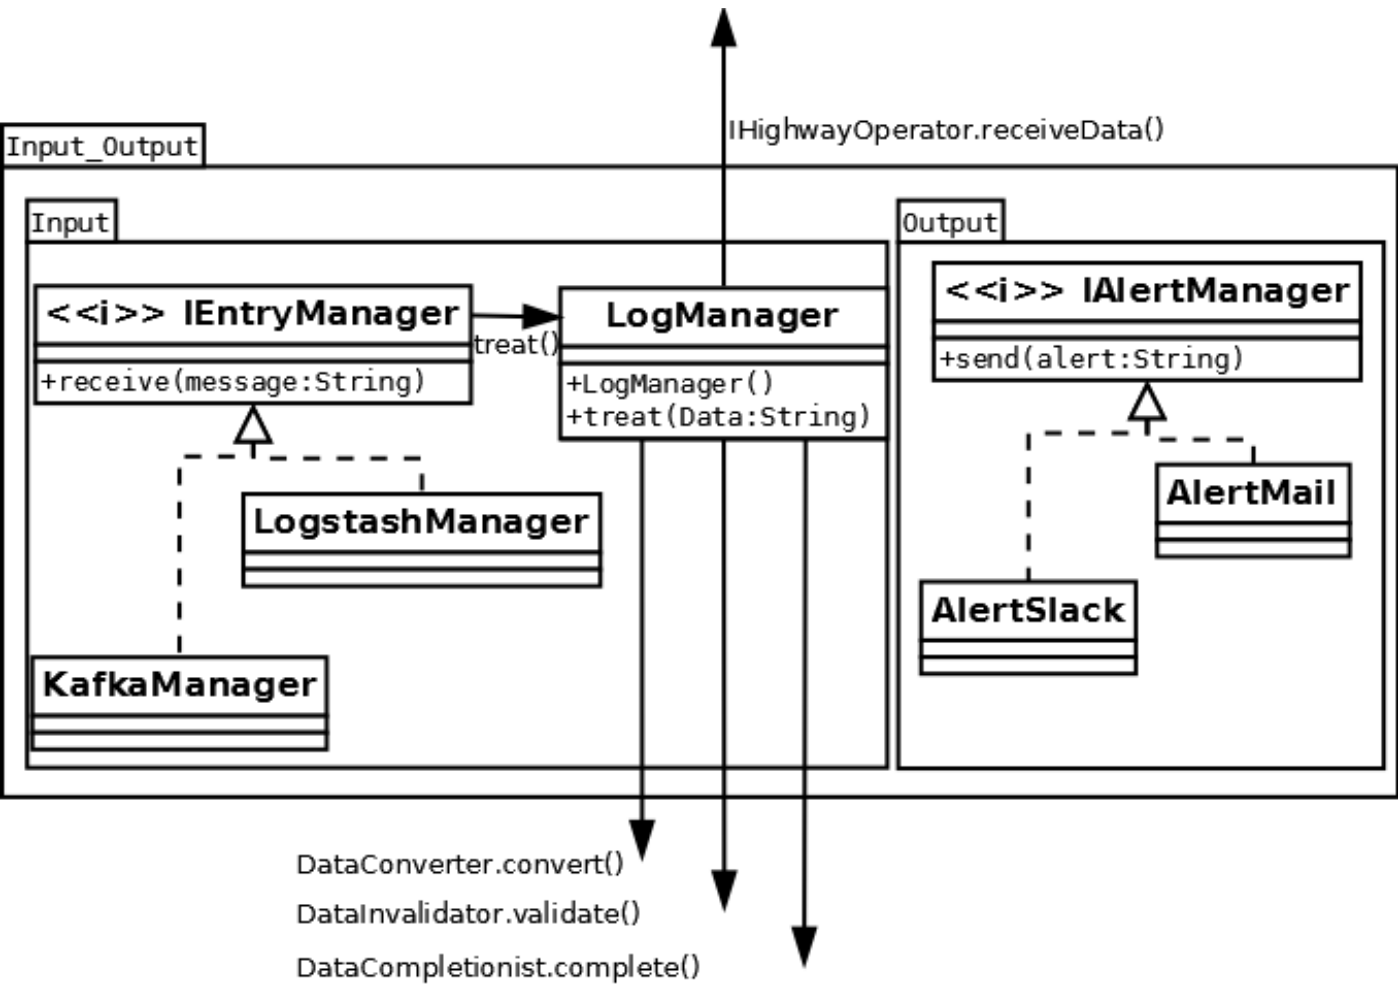 IHighwayOperator.receiveData()
Input_Output
Input
Output
<<i>> IEntryManager
+receive(message:String)
treat()
LogManager
+LogManager()
+treat(Data:String)
<<i>> IAlertManager
+send(alert:String)
LogstashManager
KafkaManager
AlertMail
AlertSlack
DataConverter.convert()
DataInvalidator.validate()
DataCompletionist.complete()